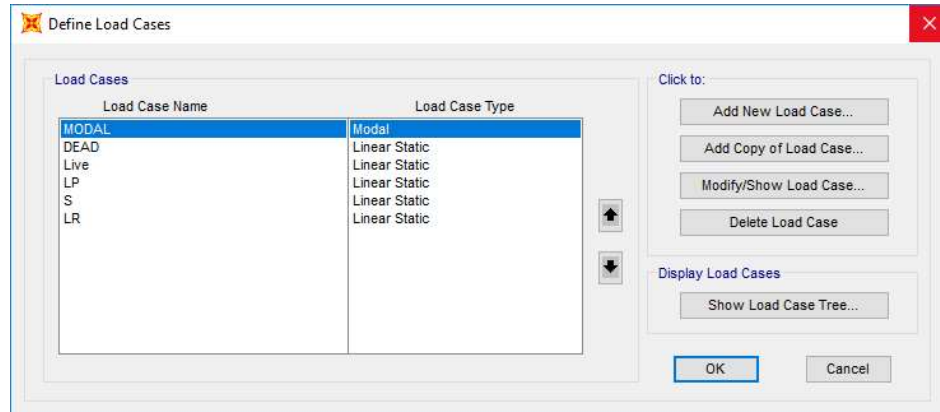 Define Load Cases
Load Cases
Load Case Name Load Case Type
MODAL Modal
DEAD Linear Static
Live Linear Static
LP Linear Static
S Linear Static
LR Linear Static
Click to:
Add New Load Case...
Add Copy of Load Case...
Modify/Show Load Case...
Delete Load Case
Display Load Cases
Show Load Case Tree...
OK Cancel